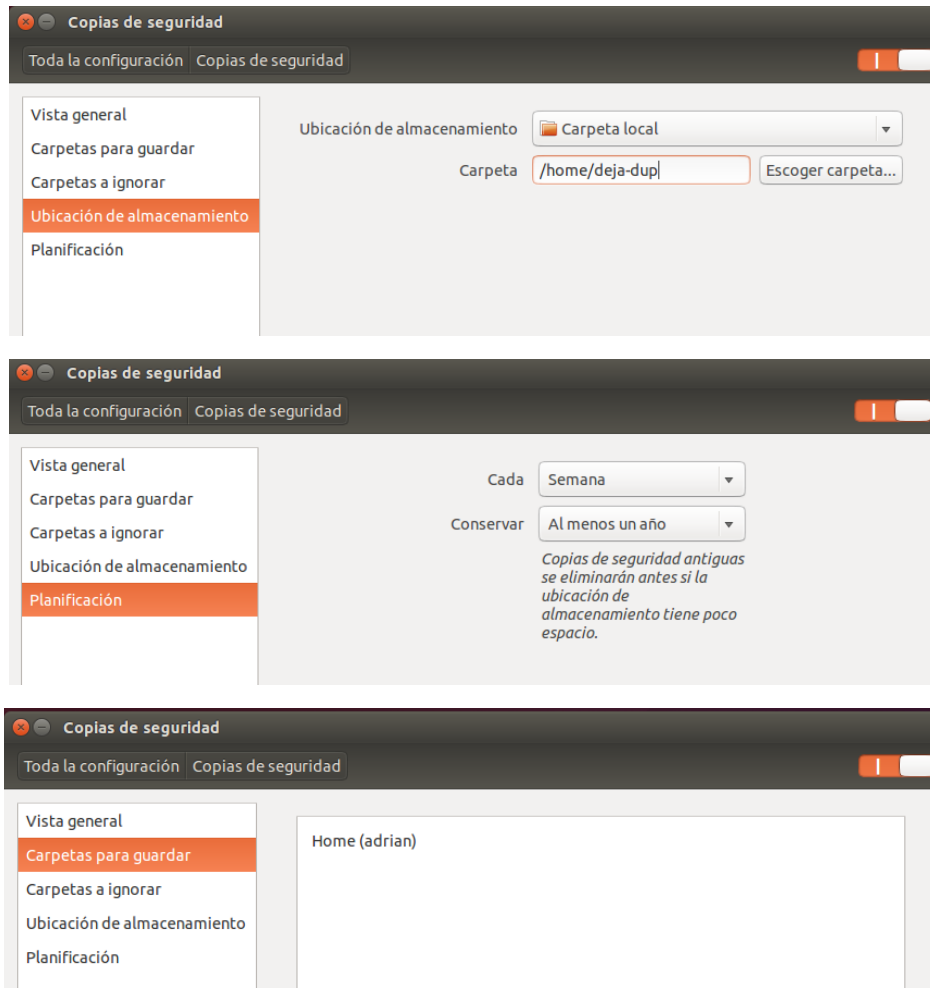 Copias de seguridad
Toda la configuración Copias de seguridad
Vista general
Carpetas para guardar
Carpetas a ignorar
Ubicación de almacenamiento
Planificación
Ubicación de almacenamiento Carpeta local
Carpeta /home/deja-dup Escoger carpeta...
Copias de seguridad
Toda la configuración Copias de seguridad
Vista general
Carpetas para guardar
Carpetas a ignorar
Ubicación de almacenamiento
Planificación
Cada Semana
Conservar Al menos un año
Copias de seguridad antiguas
se eliminarán antes si la
ubicación de
almacenamiento tiene poco
espacio.
Copias de seguridad
Toda la configuración Copias de seguridad
Vista general
Carpetas para guardar
Carpetas a ignorar
Ubicación de almacenamiento
Planificación
Home (adrian)